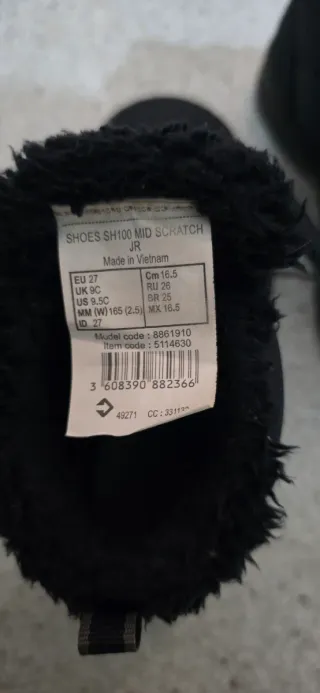 SHOES SH100 MID SCRATCH
JR
Made in Vietnam
EU 27 Cm 16.5
UK 9C RU 26
US 9.5C BR 25
MM (W) 165 (2.5) MX 16.5
ID 27
Model code : 8861910
Item code : 5114630
3 608390 882366
49271 CC :